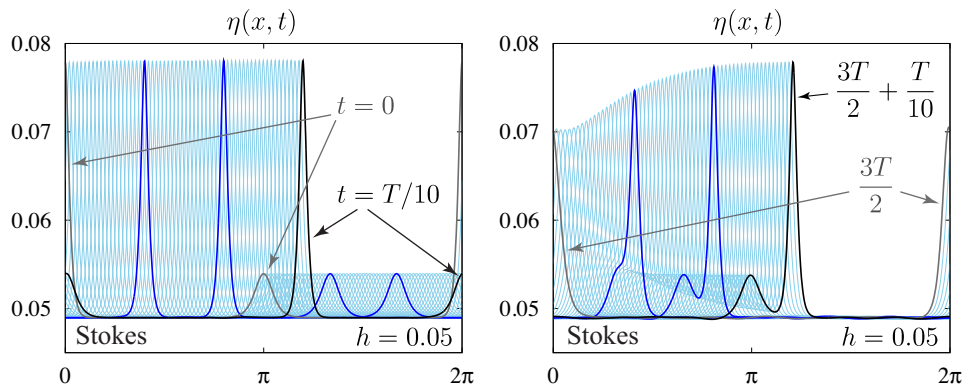 η(x, t)
0.08
0.07
0.06
0.05
t = 0
t = T/10
Stokes
h = 0.05
0
π
2π
η(x, t)
0.08
0.07
0.06
0.05
3T/2 + T/10
3T/2
Stokes
h = 0.05
0
π
2π